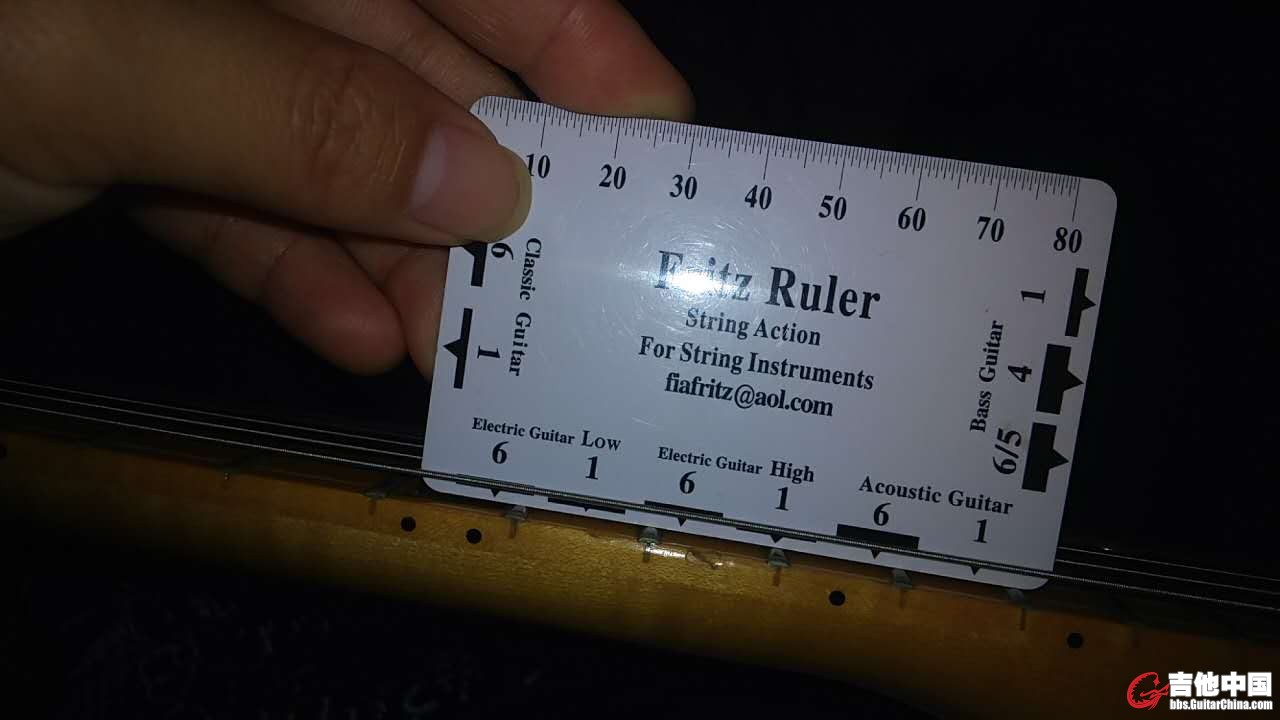 10 20 30 40 50 60 70 80
Fritz Ruler
String Action
For String Instruments
fiafritz@aol.com
6
Classic Guitar
1
1
Bass Guitar
4
6/5
Electric Guitar Low
6 1
Electric Guitar High
6 1
Acoustic Guitar
6 1
吉他中国
bbs.GuitarChina.com